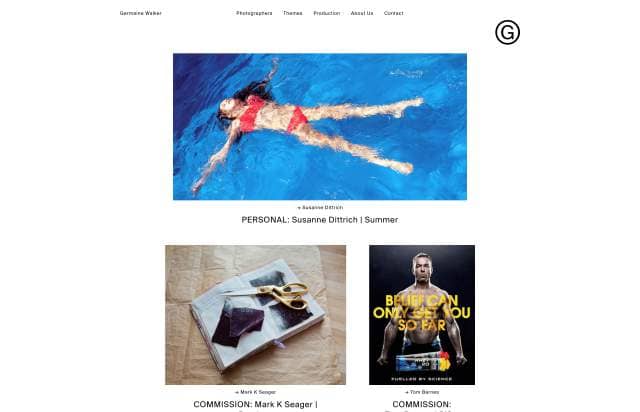 Germaine Walker
Photographers Themes Production About Us Contact
G
→ Susanne Dittrich
PERSONAL: Susanne Dittrich | Summer
BELIEF CAN
ONLY GET YOU
SO FAR
FUELLED BY SCIENCE
→ Mark K Seager
COMMISSION: Mark K Seager |
→ Tom Barnes
COMMISSION: